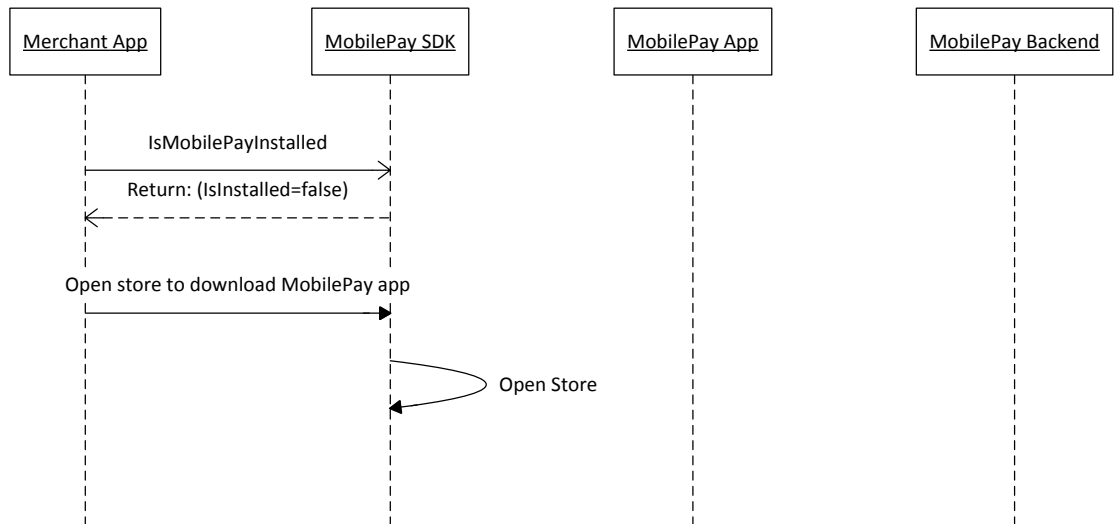 Merchant App
MobilePay SDK
MobilePay App
MobilePay Backend
IsMobilePayInstalled
Return: (IsInstalled=false)
Open store to download MobilePay app
Open Store